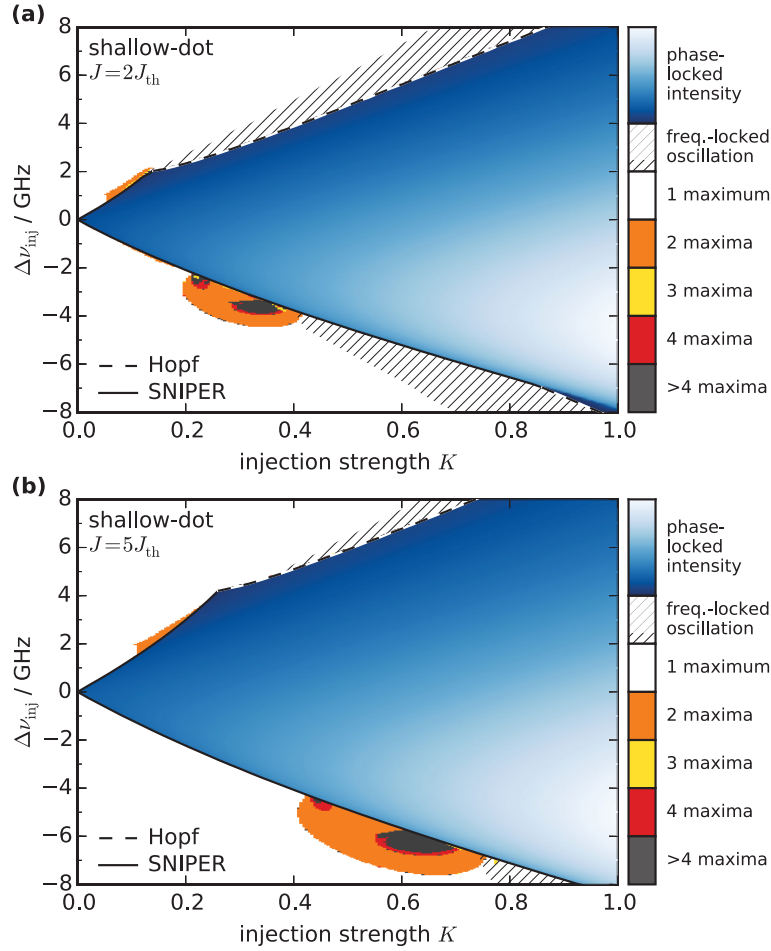 (a)
shallow-dot
J=2J_th
8
6
4
2
0
−2
−4
−6
−8
Δν_inj / GHz
Hopf
SNIPER
0.0 0.2 0.4 0.6 0.8 1.0
injection strength K
phase-
locked
intensity
freq.-locked
oscillation
1 maximum
2 maxima
3 maxima
4 maxima
>4 maxima
(b)
shallow-dot
J=5J_th
8
6
4
2
0
−2
−4
−6
−8
Δν_inj / GHz
Hopf
SNIPER
0.0 0.2 0.4 0.6 0.8 1.0
injection strength K
phase-
locked
intensity
freq.-locked
oscillation
1 maximum
2 maxima
3 maxima
4 maxima
>4 maxima